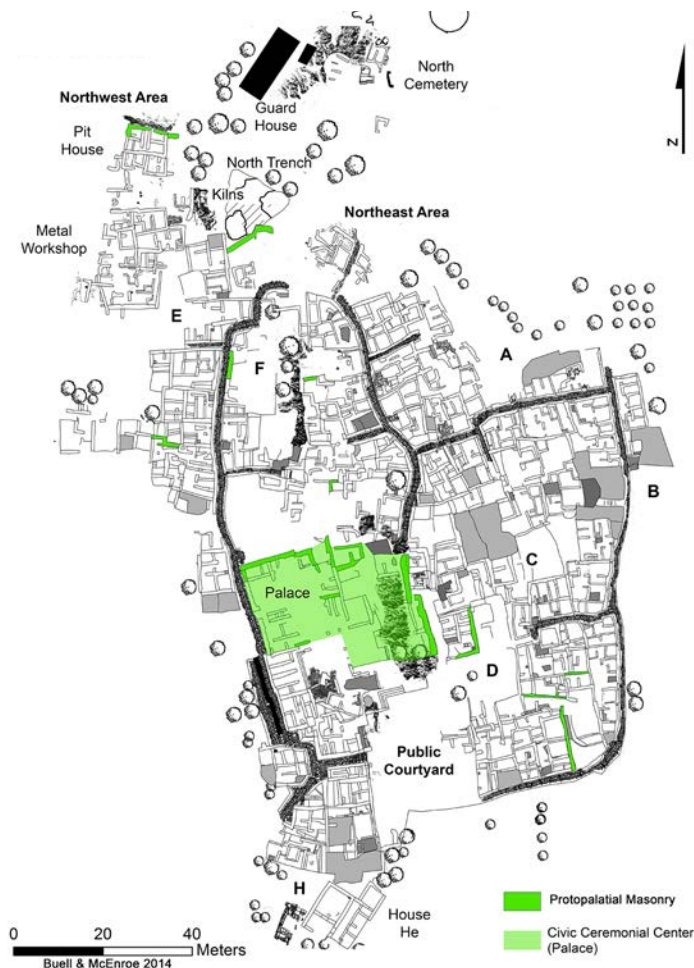 North
Cemetery
Guard
House
Northwest Area
Pit
House
N
North Trench
Kilns
Metal
Workshop
Northeast Area
E
A
F
B
C
Palace
D
Public
Courtyard
H
House
He
Protopalatial Masonry
Civic Ceremonial Center
(Palace)
0 20 40 Meters
Buell & McEnroe 2014